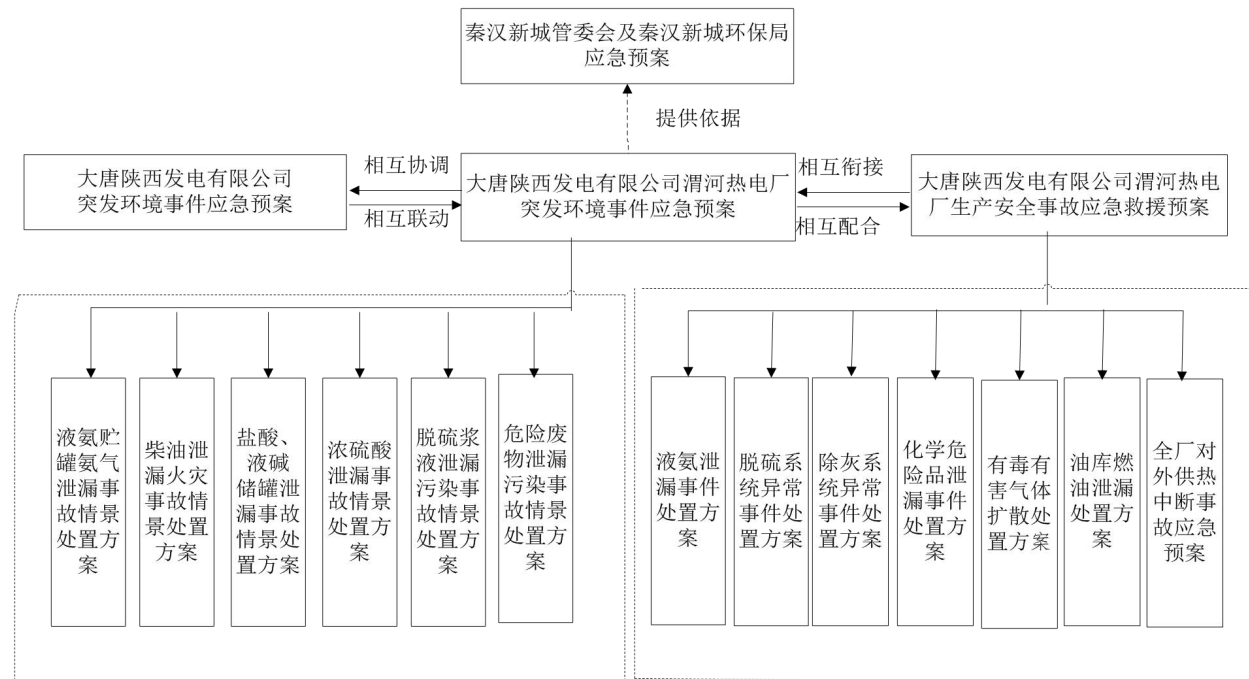 秦汉新城管委会及秦汉新城环保局
应急预案
提供依据
大唐陕西发电有限公司
突发环境事件应急预案
相互协调
相互联动
大唐陕西发电有限公司渭河热电厂
突发环境事件应急预案
相互衔接
相互配合
大唐陕西发电有限公司渭河热电
厂生产安全事故应急救援预案
液氨贮
罐氨气
泄漏事
故情景
处置方
案
柴油泄
漏火灾
事故情
景处置
方案
盐酸、
液碱
储罐泄
漏事故
情景处
置方案
浓硫酸
泄漏事
故情景
处置方
案
脱硫浆
液泄漏
污染事
故情景
处置方
案
危险废
物泄漏
污染事
故情景
处置方
案
液氨泄
漏事件
处置方
案
脱硫系
统异常
事件处
置方案
除灰系
统异常
事件处
置方案
化学危
险品泄
漏事件
处置方
案
有毒有
害气体
扩散处
置方案
油库燃
油泄漏
处置方
案
全厂对
外供热
中断事
故应急
预案